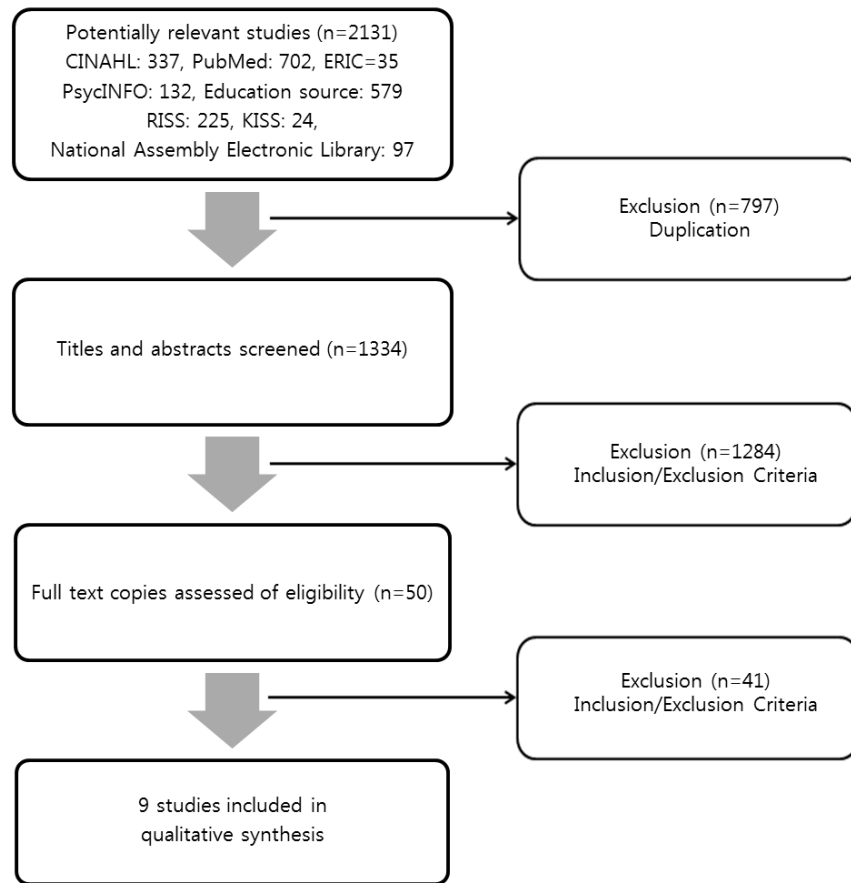 Potentially relevant studies (n=2131)
CINAHL: 337, PubMed: 702, ERIC=35
PsycINFO: 132, Education source: 579
RISS: 225, KISS: 24,
National Assembly Electronic Library: 97
Exclusion (n=797)
Duplication
Titles and abstracts screened (n=1334)
Exclusion (n=1284)
Inclusion/Exclusion Criteria
Full text copies assessed of eligibility (n=50)
Exclusion (n=41)
Inclusion/Exclusion Criteria
9 studies included in
qualitative synthesis